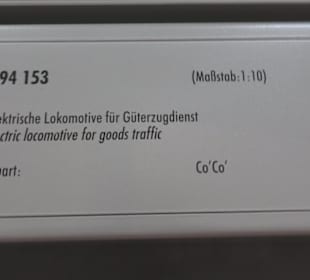 94 153 (Maßstab:1:10)
ektrische Lokomotive für Güterzugdienst
ctric locomotive for goods traffic
art: Co'Co'